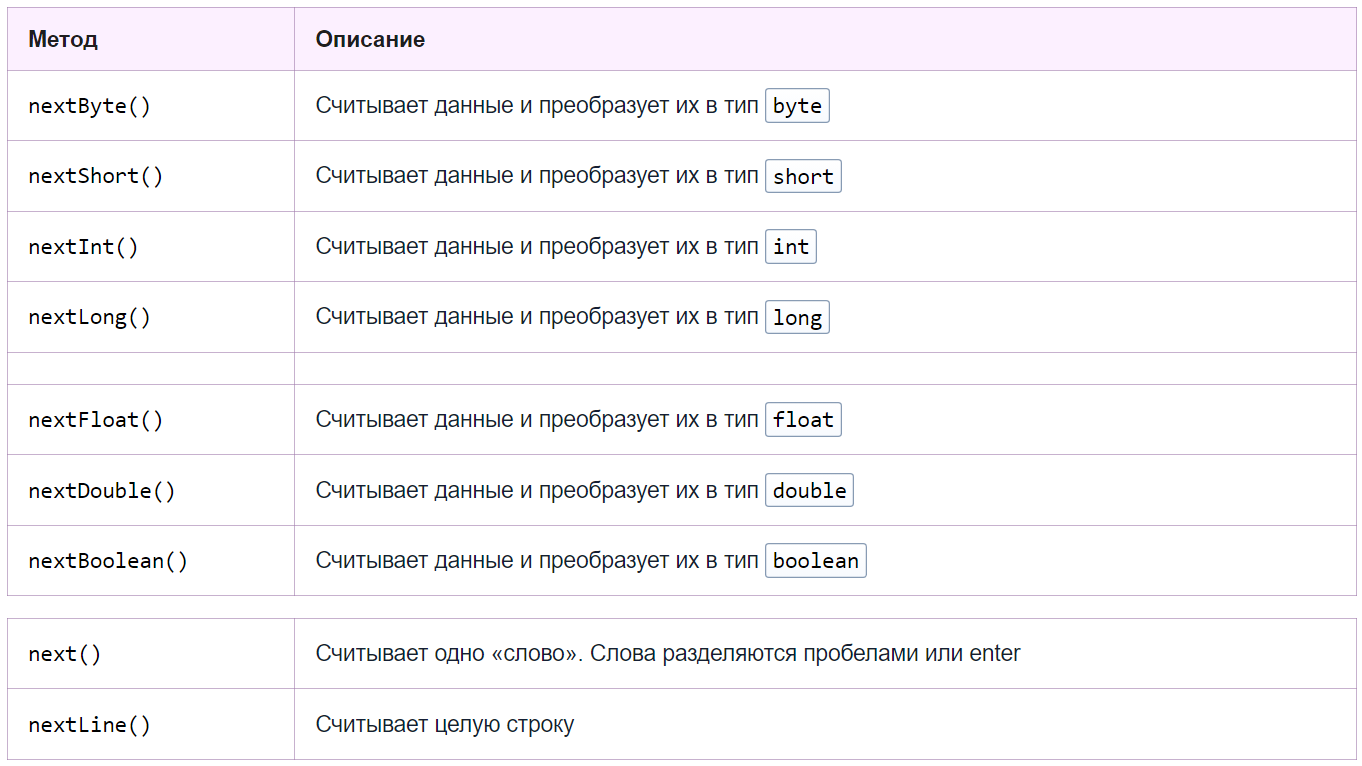 Метод Описание
nextByte() Считывает данные и преобразует их в тип byte
nextShort() Считывает данные и преобразует их в тип short
nextInt() Считывает данные и преобразует их в тип int
nextLong() Считывает данные и преобразует их в тип long
nextFloat() Считывает данные и преобразует их в тип float
nextDouble() Считывает данные и преобразует их в тип double
nextBoolean() Считывает данные и преобразует их в тип boolean
next() Считывает одно «слово». Слова разделяются пробелами или enter
nextLine() Считывает целую строку